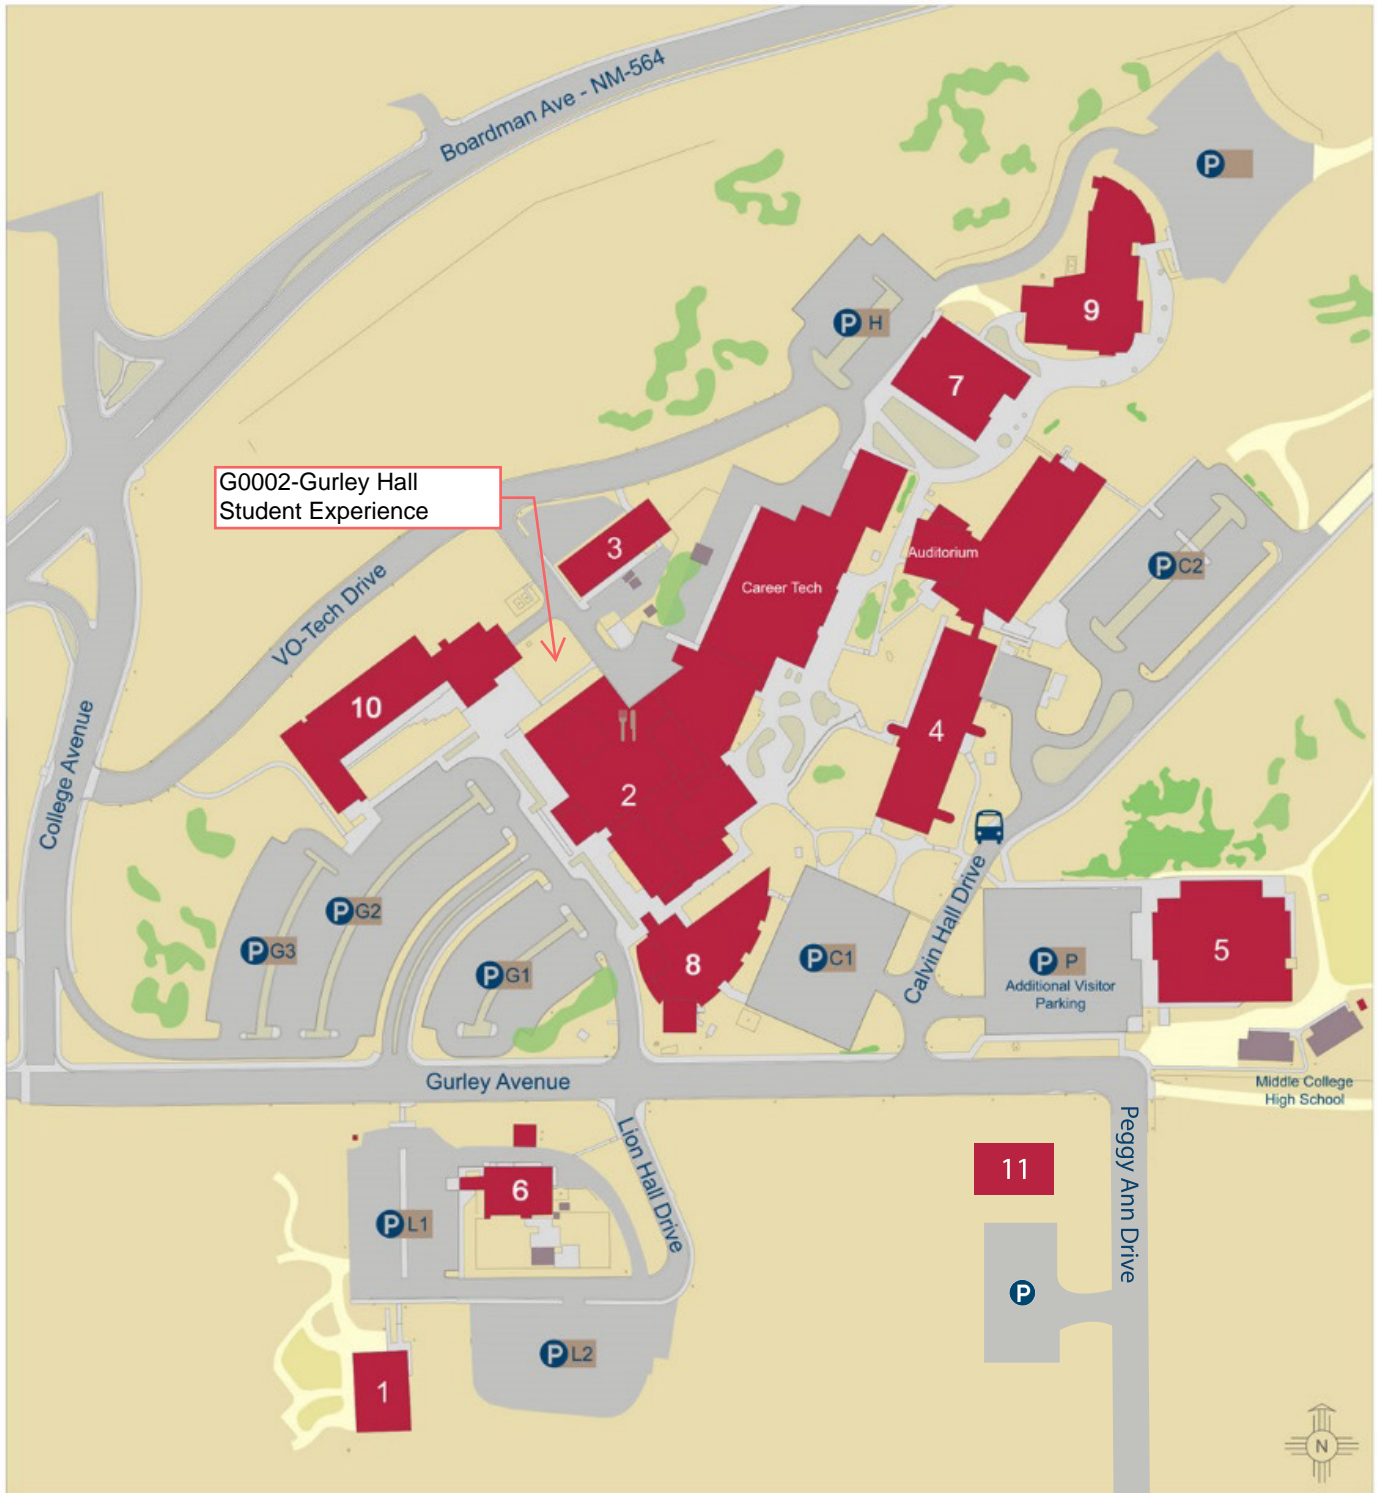 Boardman Ave - NM-564
P
9
P H
7
G0002-Gurley Hall
Student Experience
3
Auditorium
P C2
Career Tech
VO-Tech Drive
10
College Avenue
4
2
P G2
P G3
P G1
8
P C1
Calvin Hall Drive
P P
Additional Visitor
Parking
5
Gurley Avenue
Middle College
High School
Lion Hall Drive
Peggy Ann Drive
11
6
P L1
P
P L2
1
N